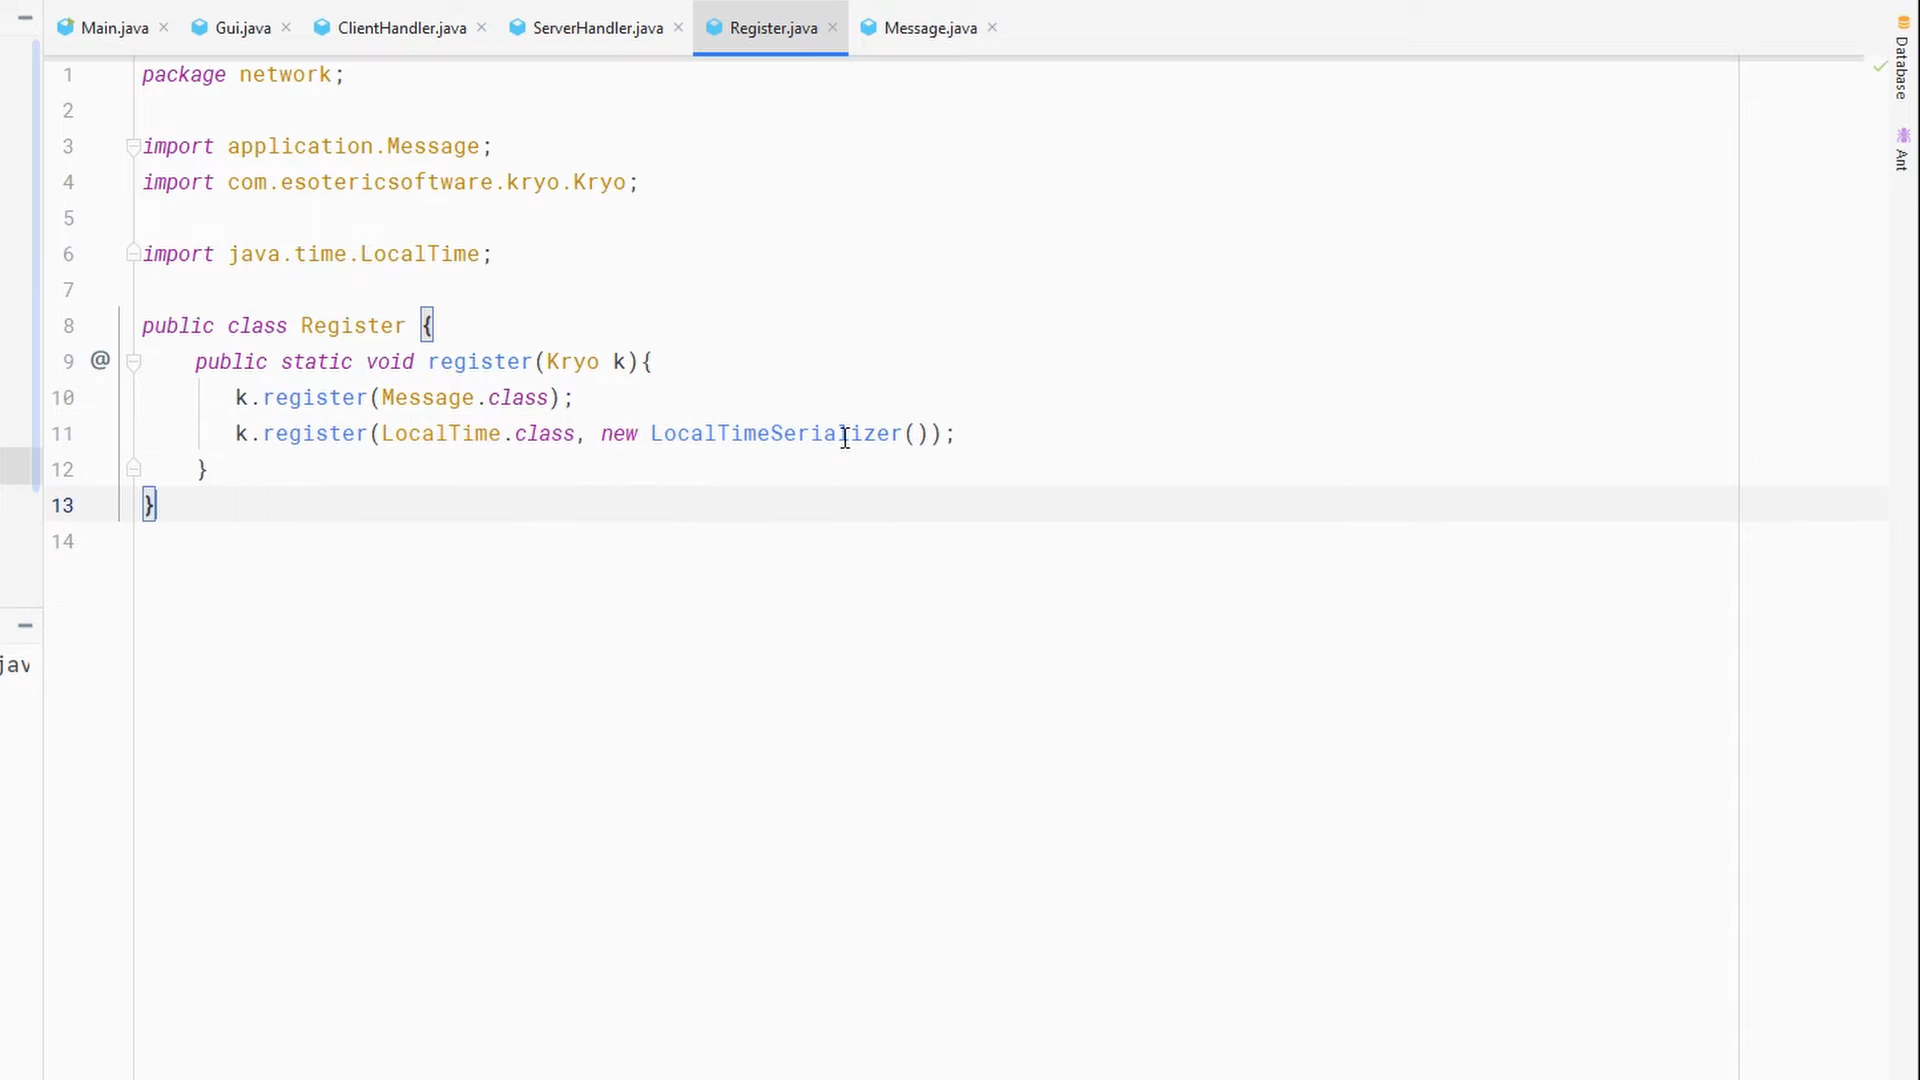 Main.java Gui.java ClientHandler.java ServerHandler.java Register.java Message.java
1 package network;
2
3 import application.Message;
4 import com.esotericsoftware.kryo.Kryo;
5
6 import java.time.LocalTime;
7
8 public class Register {
9 @ public static void register(Kryo k){
10 k.register(Message.class);
11 k.register(LocalTime.class, new LocalTimeSerializer());
12 }
13 }
14
jav
Database
Ant